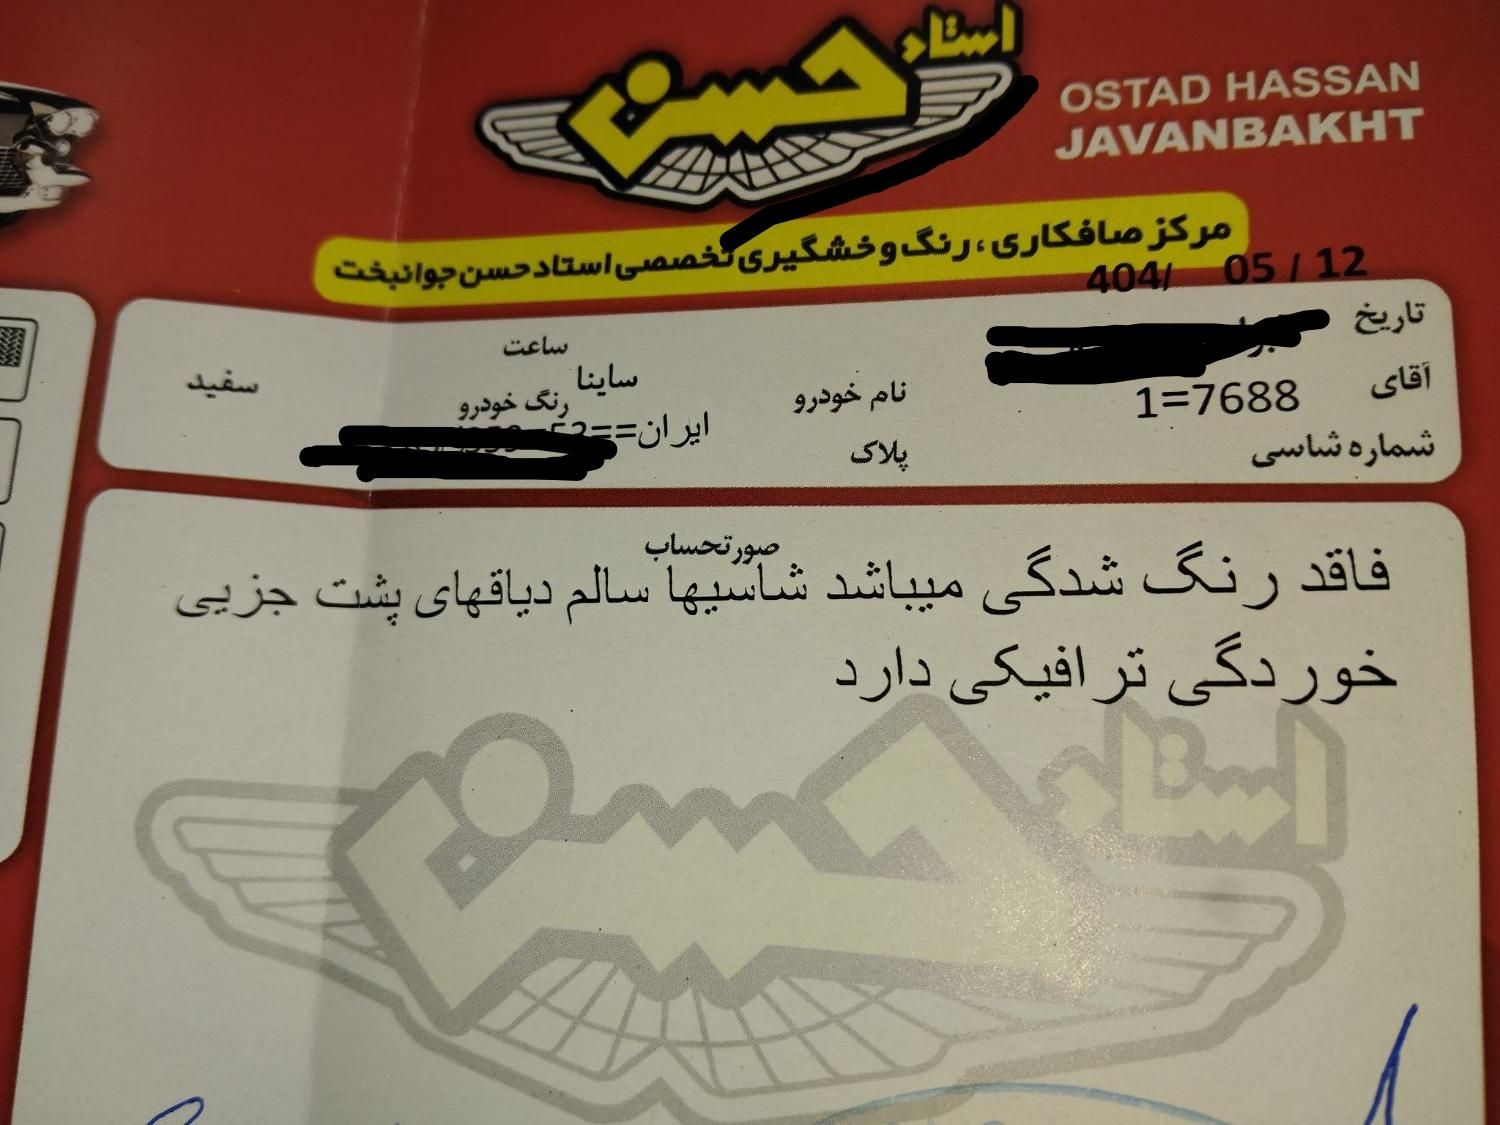 استاد
حسن
OSTAD HASSAN
JAVANBAKHT
مرکز صافکاری، رنگ و خشگیری تخصصی استاد حسن جوانبخت
404/ 05 / 12
تاریخ
ساعت
آقای
نام خودرو ساینا
رنگ خودرو سفید
1=7688
شماره شاسی
پلاک ایران==
صورتحساب
فاقد رنگ شدگی میباشد شاسیها سالم دیاقهای پشت جزیی
خوردگی ترافیکی دارد
استاد
حسن